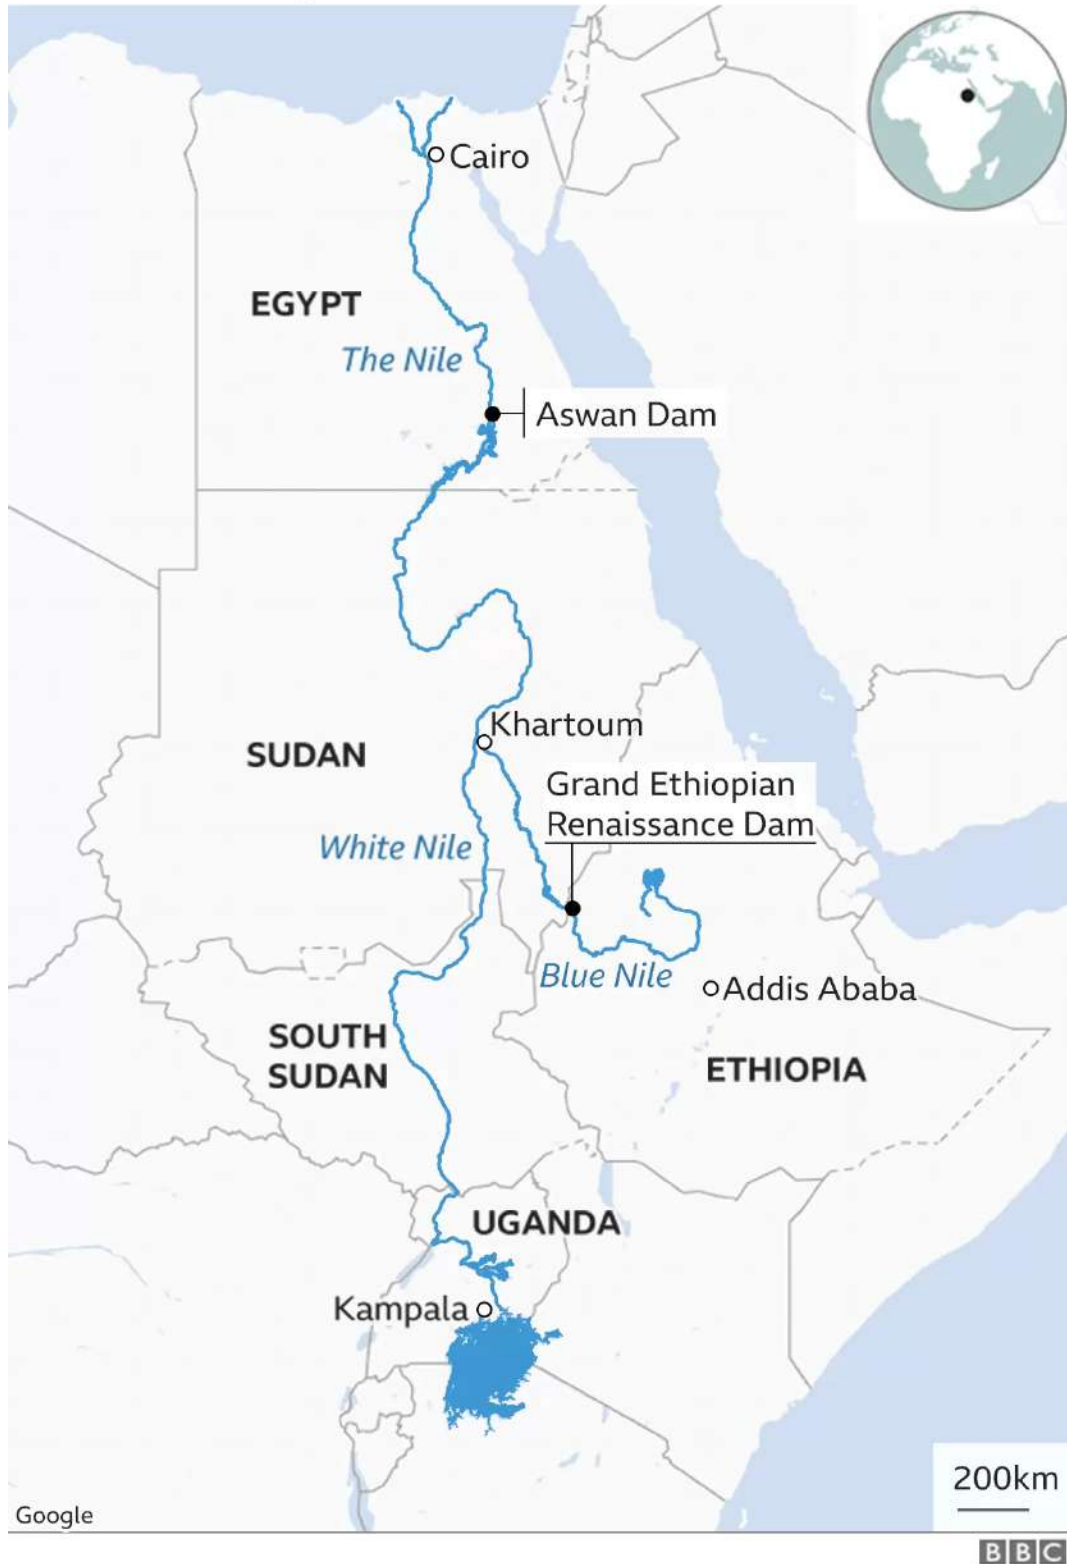 Cairo
EGYPT
The Nile
Aswan Dam
Khartoum
SUDAN
Grand Ethiopian
Renaissance Dam
White Nile
Blue Nile
Addis Ababa
SOUTH
SUDAN
ETHIOPIA
UGANDA
Kampala
200km
Google
BBC